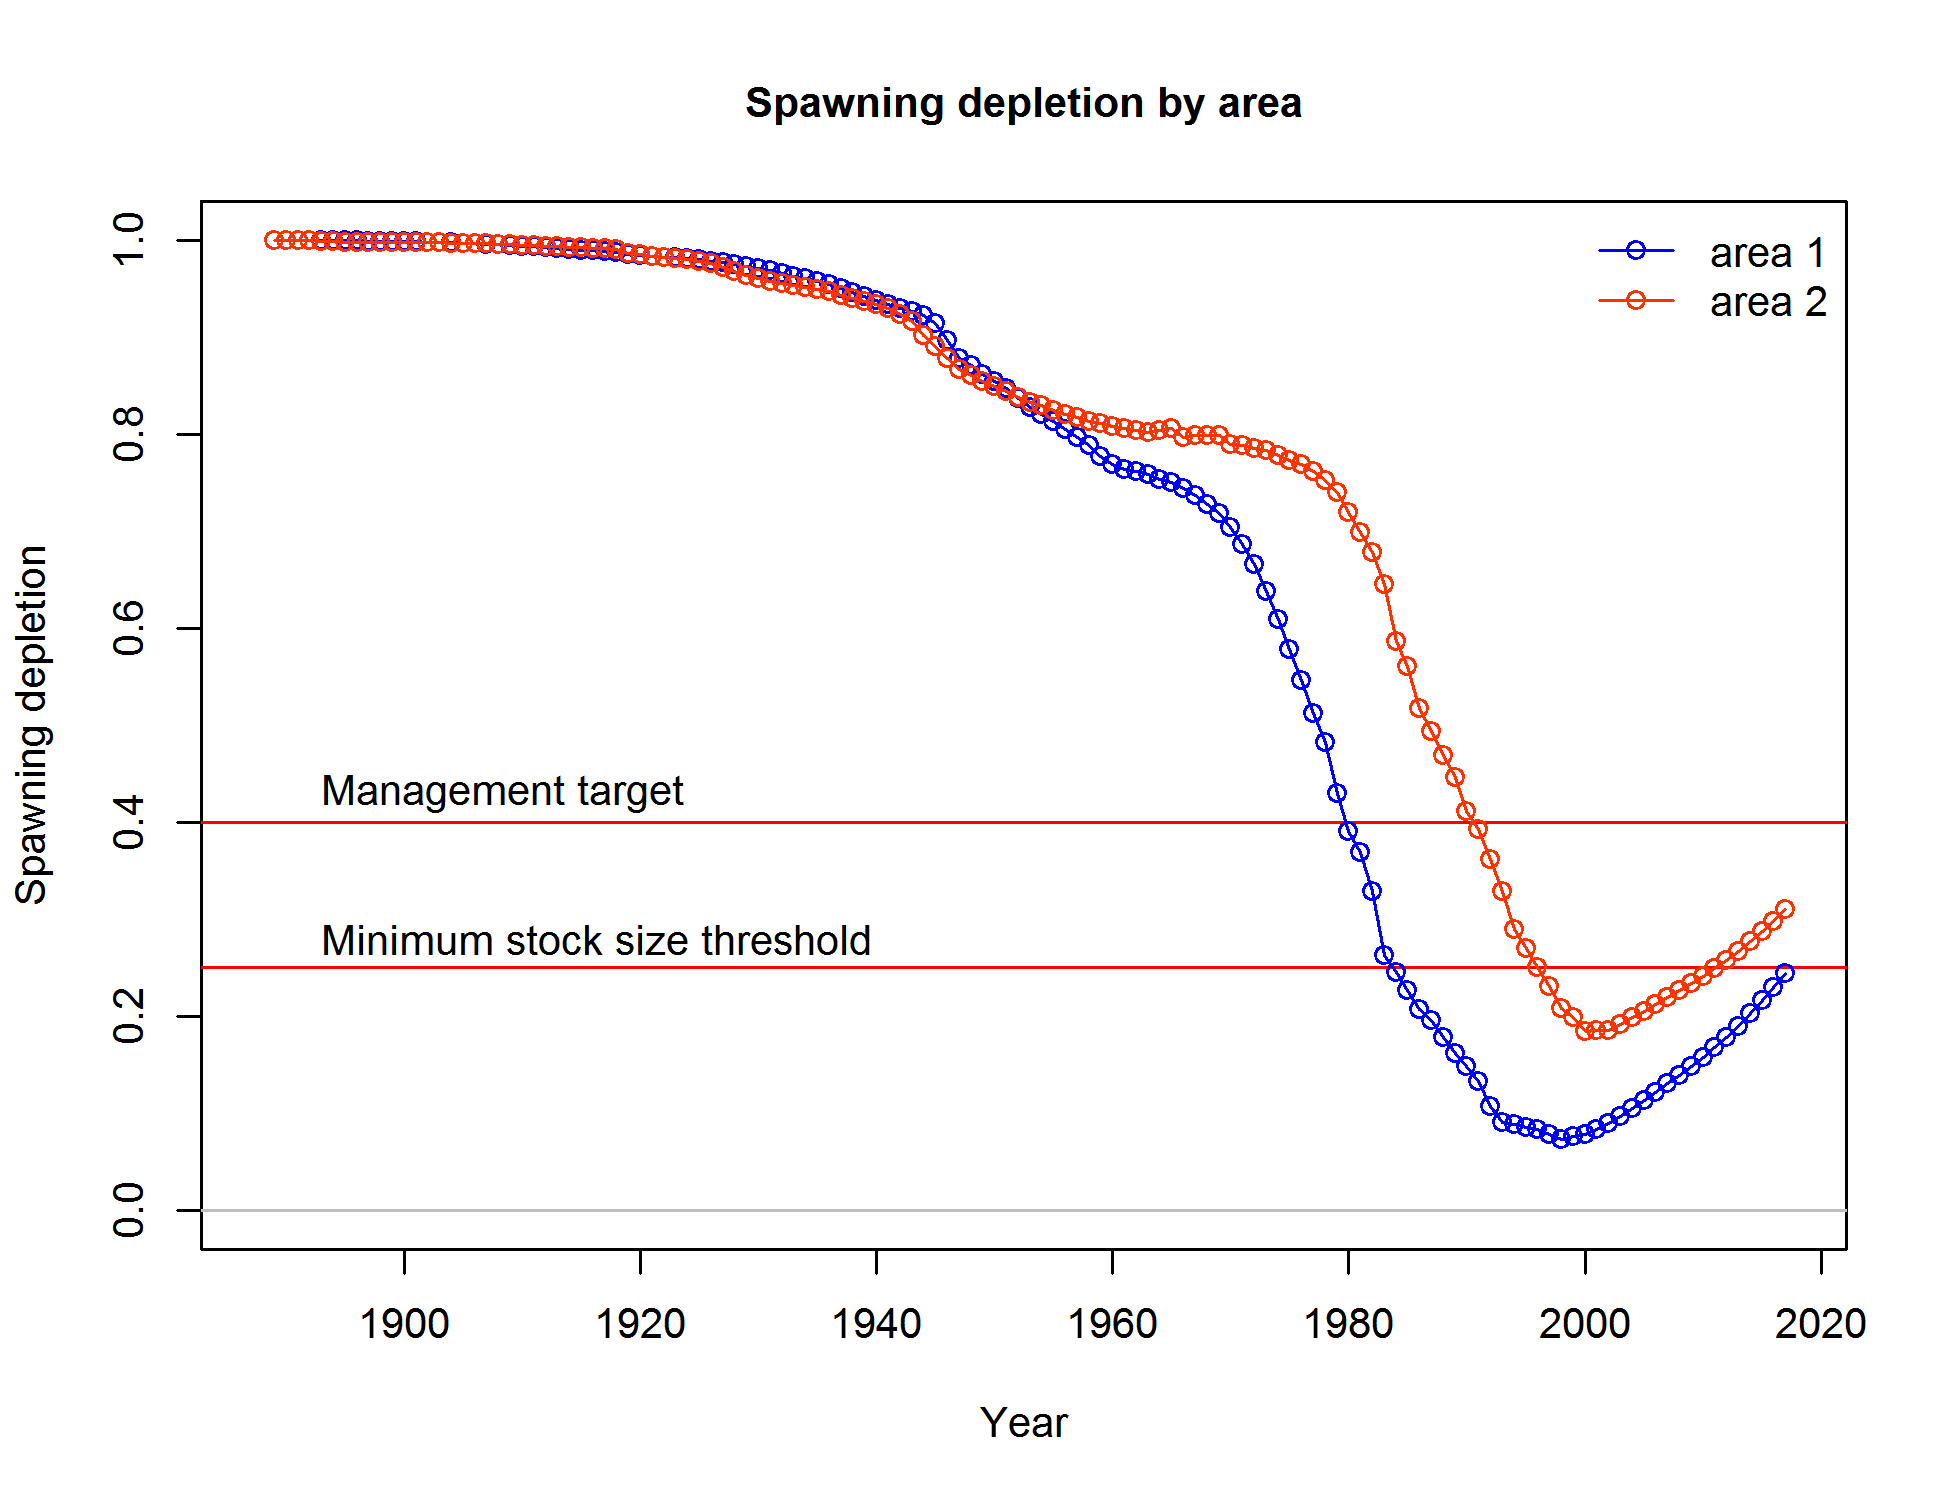 Spawning depletion by area
area 1
area 2
Spawning depletion
1.0
0.8
0.6
0.4
0.2
0.0
Management target
Minimum stock size threshold
1900
1920
1940
1960
1980
2000
2020
Year